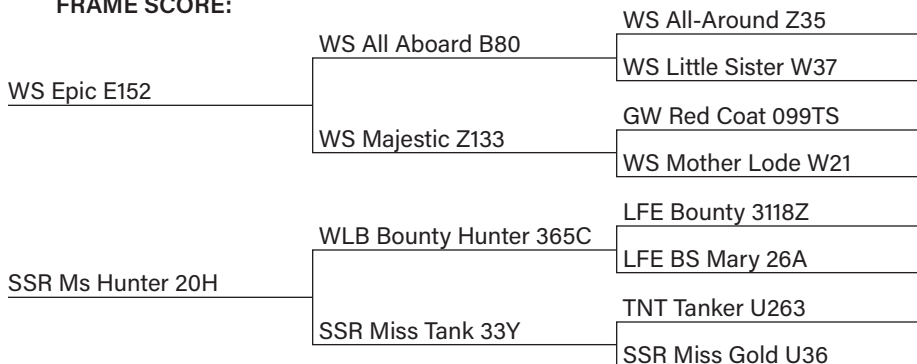 FRAME SCORE:
WS All-Around Z35
WS All Aboard B80
WS Little Sister W37
WS Epic E152
GW Red Coat 099TS
WS Majestic Z133
WS Mother Lode W21
LFE Bounty 3118Z
WLB Bounty Hunter 365C
LFE BS Mary 26A
SSR Ms Hunter 20H
TNT Tanker U263
SSR Miss Tank 33Y
SSR Miss Gold U36